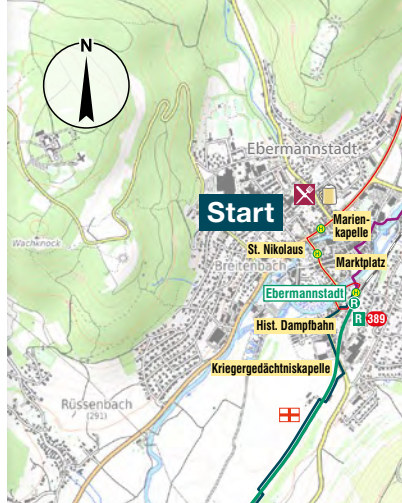 N
Ebermannstadt
Start
Marien-
kapelle
St. Nikolaus
Marktplatz
Breitenbach
Wachknock
Ebermannstadt
R
R 389
Hist. Dampfbahn
Kriegergedächtniskapelle
Rüssenbach
(291)